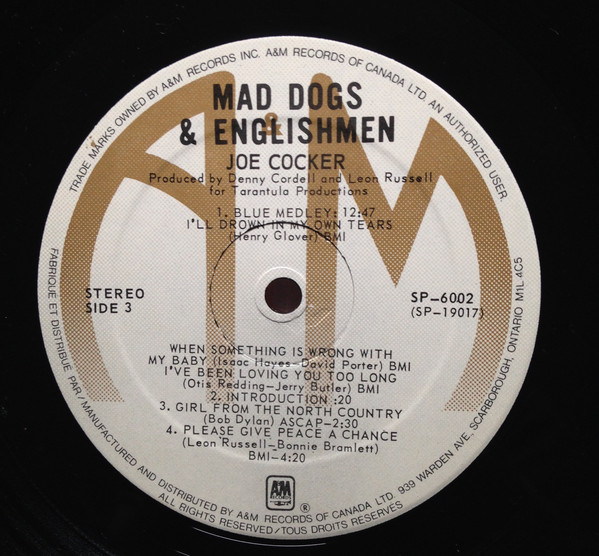 TRADE MARKS OWNED BY A&M RECORDS INC. A&M RECORDS OF CANADA LTD. AN AUTHORIZED USER.
MAD DOGS
& ENGLISHMEN
JOE COCKER
Produced by Denny Cordell and Leon Russell
for Tarantula Productions
1. BLUE MEDLEY: 12:47
I'LL DROWN IN MY OWN TEARS
(Henry Glover) BMI
STEREO
SIDE 3
SP-6002
(SP-19017)
WHEN SOMETHING IS WRONG WITH
MY BABY (Isaac Hayes-David Porter) BMI
I'VE BEEN LOVING YOU TOO LONG
(Otis Redding-Jerry Butler) BMI
2. INTRODUCTION :20
3. GIRL FROM THE NORTH COUNTRY
(Bob Dylan) ASCAP-2:30
4. PLEASE GIVE PEACE A CHANCE
(Leon Russell-Bonnie Bramlett)
BMI-4:20
A&M
RECORDS
®
FABRIQUÉ ET DISTRIBUÉ PAR/MANUFACTURED AND DISTRIBUTED BY A&M RECORDS OF CANADA LTD. 939 WARDEN AVE. SCARBOROUGH, ONTARIO M1L 4C5
ALL RIGHTS RESERVED/TOUS DROITS RESERVES